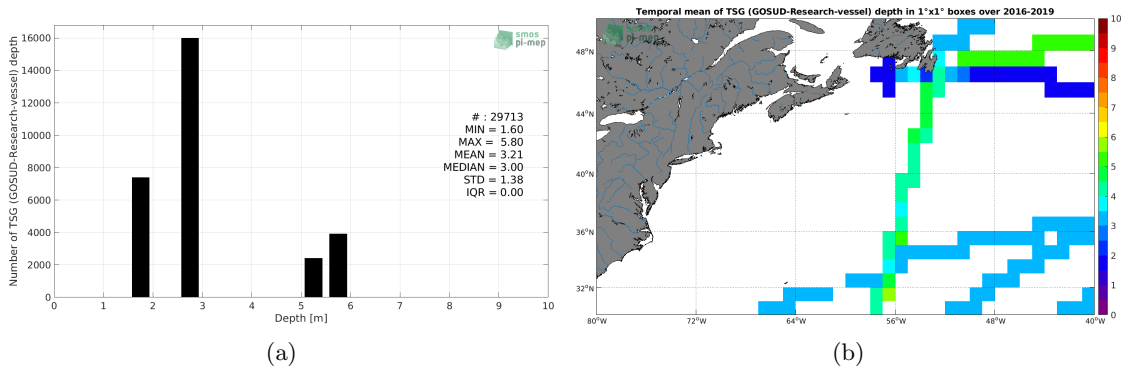 smos
pi-mep
Number of TSG (GOSUD-Research-vessel) depth
16000
14000
12000
10000
8000
6000
4000
2000
0
# : 29713
MIN = 1.60
MAX = 5.80
MEAN = 3.21
MEDIAN = 3.00
STD = 1.38
IQR = 0.00
0 1 2 3 4 5 6 7 8 9 10
Depth [m]
(a)
Temporal mean of TSG (GOSUD-Research-vessel) depth in 1°x1° boxes over 2016-2019
smos
pi-mep
48°N
44°N
40°N
36°N
32°N
80°W 72°W 64°W 56°W 48°W 40°W
10
9
8
7
6
5
4
3
2
1
0
(b)